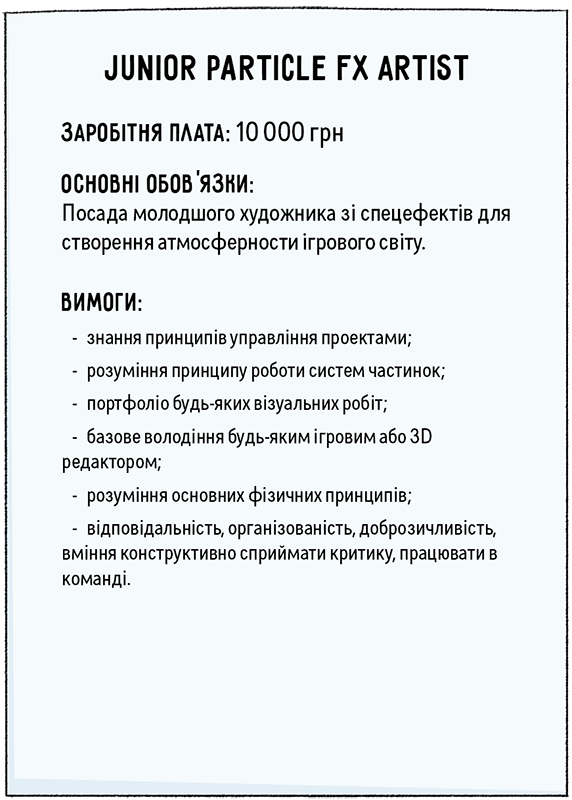 JUNIOR PARTICLE FX ARTIST
ЗАРОБІТНЯ ПЛАТА: 10 000 грн
ОСНОВНІ ОБОВ'ЯЗКИ:
Посада молодшого художника зі спецефектів для
створення атмосферности ігрового світу.
ВИМОГИ:
- знання принципів управління проектами;
- розуміння принципу роботи систем частинок;
- портфоліо будь-яких візуальних робіт;
- базове володіння будь-яким ігровим або 3D
редактором;
- розуміння основних фізичних принципів;
- відповідальність, організованість, доброзичливість,
вміння конструктивно сприймати критику, працювати в
команді.